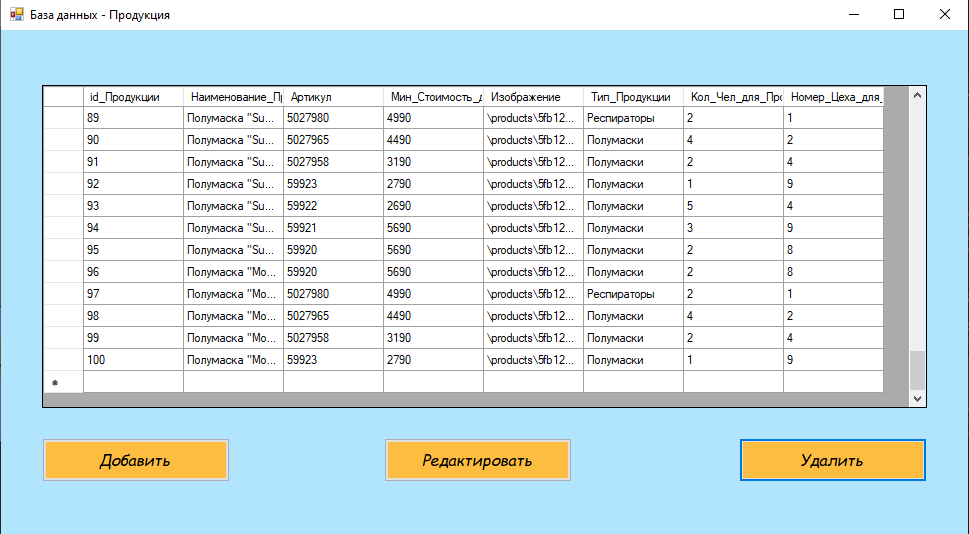 База данных - Продукция
id_Продукции Наименование_Пр Артикул Мин_Стоимость_д Изображение Тип_Продукции Кол_Чел_для_Про Номер_Цеха_для_
89 Полумаска "Su... 5027980 4990 \products\5fb12... Респираторы 2 1
90 Полумаска "Su... 5027965 4490 \products\5fb12... Полумаски 4 2
91 Полумаска "Su... 5027958 3190 \products\5fb12... Полумаски 2 4
92 Полумаска "Su... 59923 2790 \products\5fb12... Полумаски 1 9
93 Полумаска "Su... 59922 2690 \products\5fb12... Полумаски 5 4
94 Полумаска "Su... 59921 5690 \products\5fb12... Полумаски 3 9
95 Полумаска "Su... 59920 5690 \products\5fb12... Полумаски 2 8
96 Полумаска "Mo... 59920 5690 \products\5fb12... Полумаски 2 8
97 Полумаска "Mo... 5027980 4990 \products\5fb12... Респираторы 2 1
98 Полумаска "Mo... 5027965 4490 \products\5fb12... Полумаски 4 2
99 Полумаска "Mo... 5027958 3190 \products\5fb12... Полумаски 2 4
100 Полумаска "Mo... 59923 2790 \products\5fb12... Полумаски 1 9
*
Добавить Редактировать Удалить